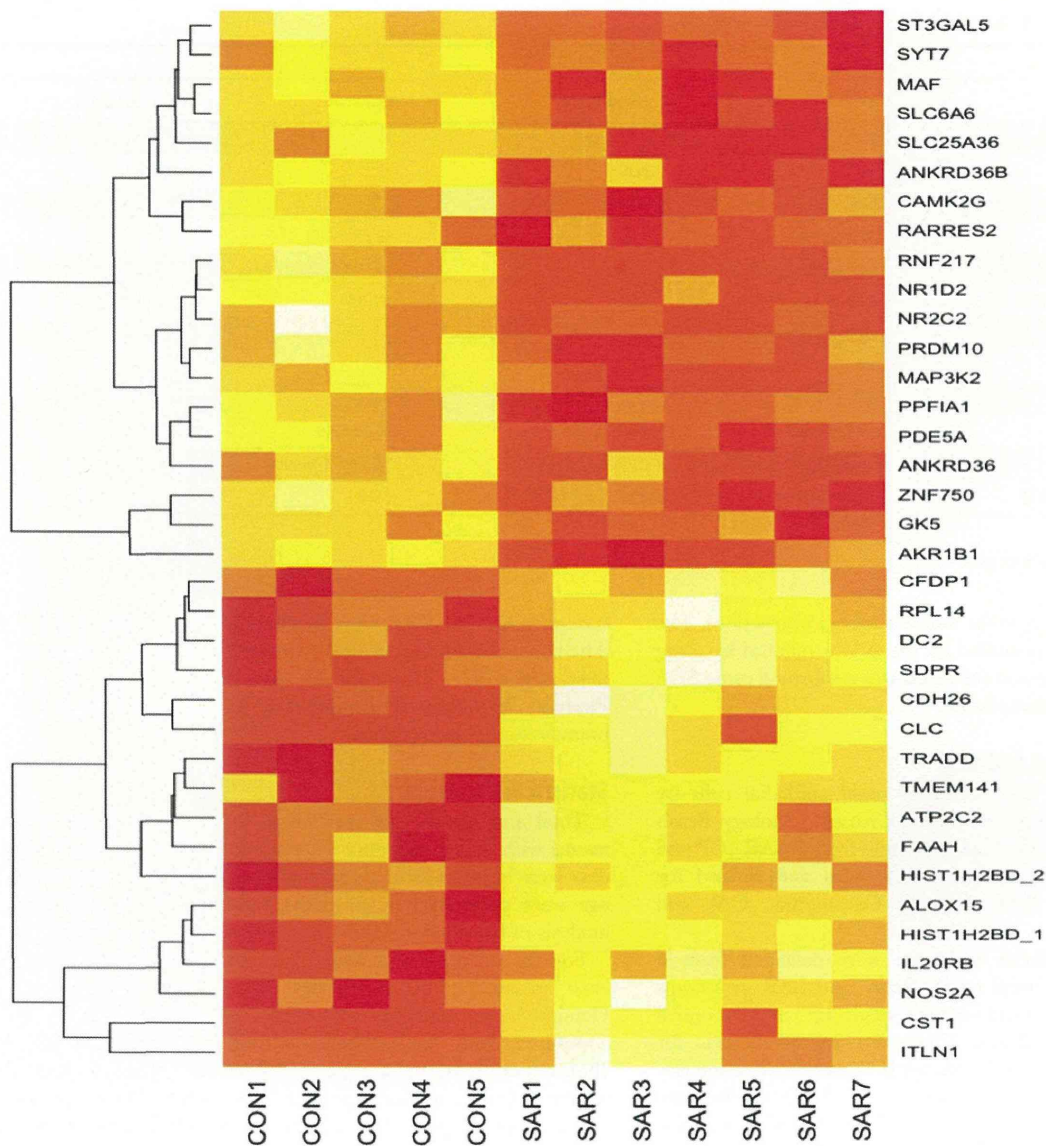 ST3GAL5
SYT7
MAF
SLC6A6
SLC25A36
ANKRD36B
CAMK2G
RARRES2
RNF217
NR1D2
NR2C2
PRDM10
MAP3K2
PPFIA1
PDE5A
ANKRD36
ZNF750
GK5
AKR1B1
CFDP1
RPL14
DC2
SDPR
CDH26
CLC
TRADD
TMEM141
ATP2C2
FAAH
HIST1H2BD_2
ALOX15
HIST1H2BD_1
IL20RB
NOS2A
CST1
ITLN1
CON1 CON2 CON3 CON4 CON5 SAR1 SAR2 SAR3 SAR4 SAR5 SAR6 SAR7